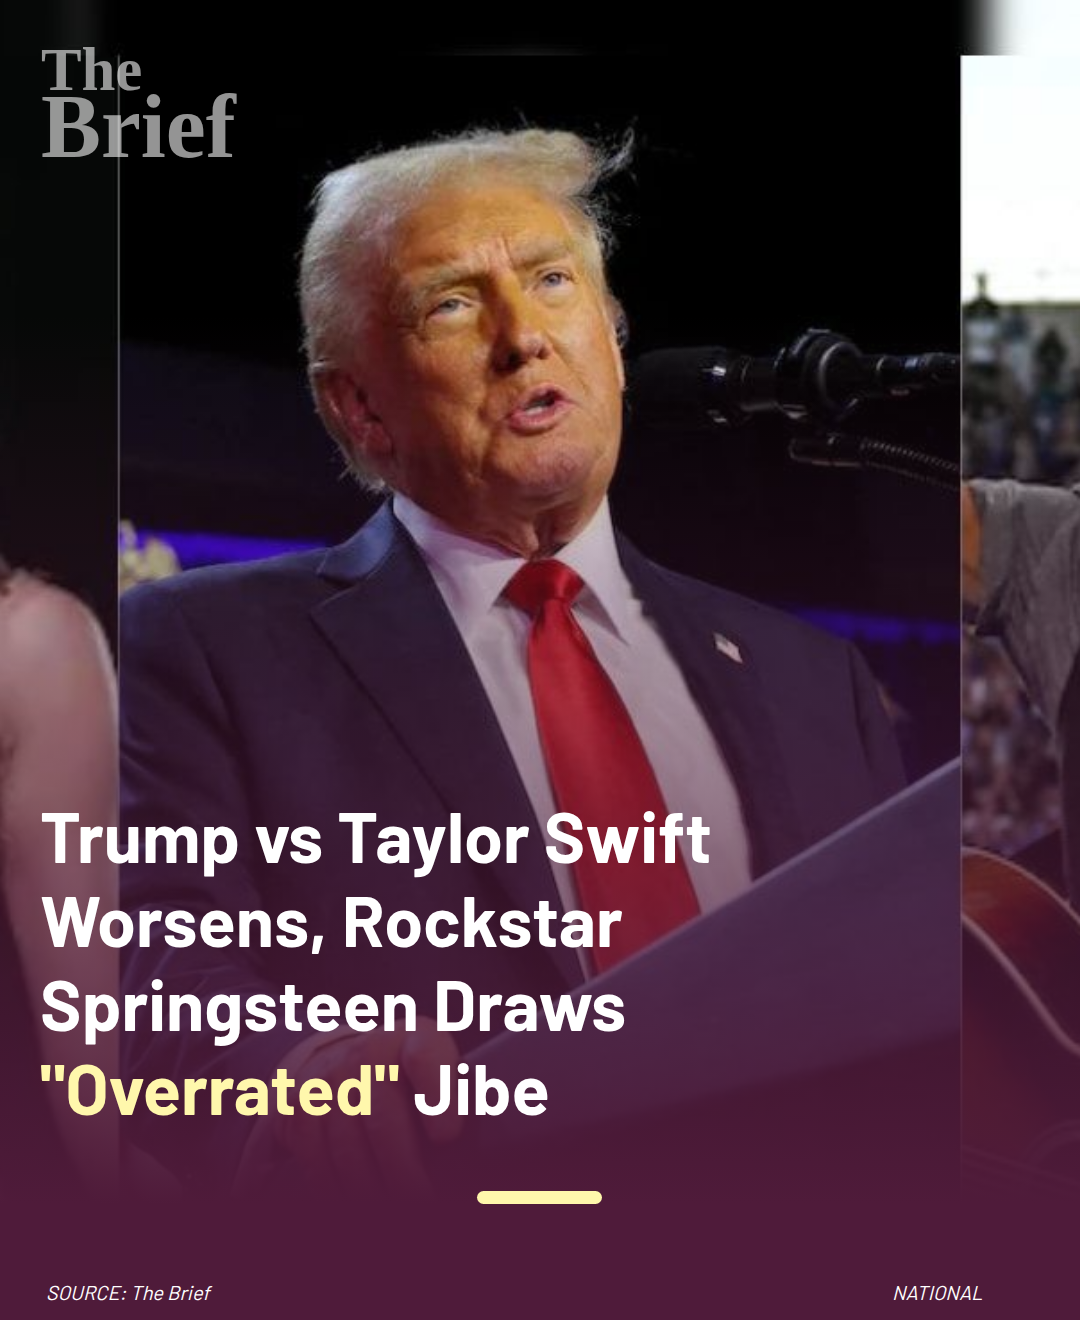 The
Brief
Trump vs Taylor Swift
Worsens, Rockstar
Springsteen Draws
"Overrated" Jibe
SOURCE: The Brief
NATIONAL